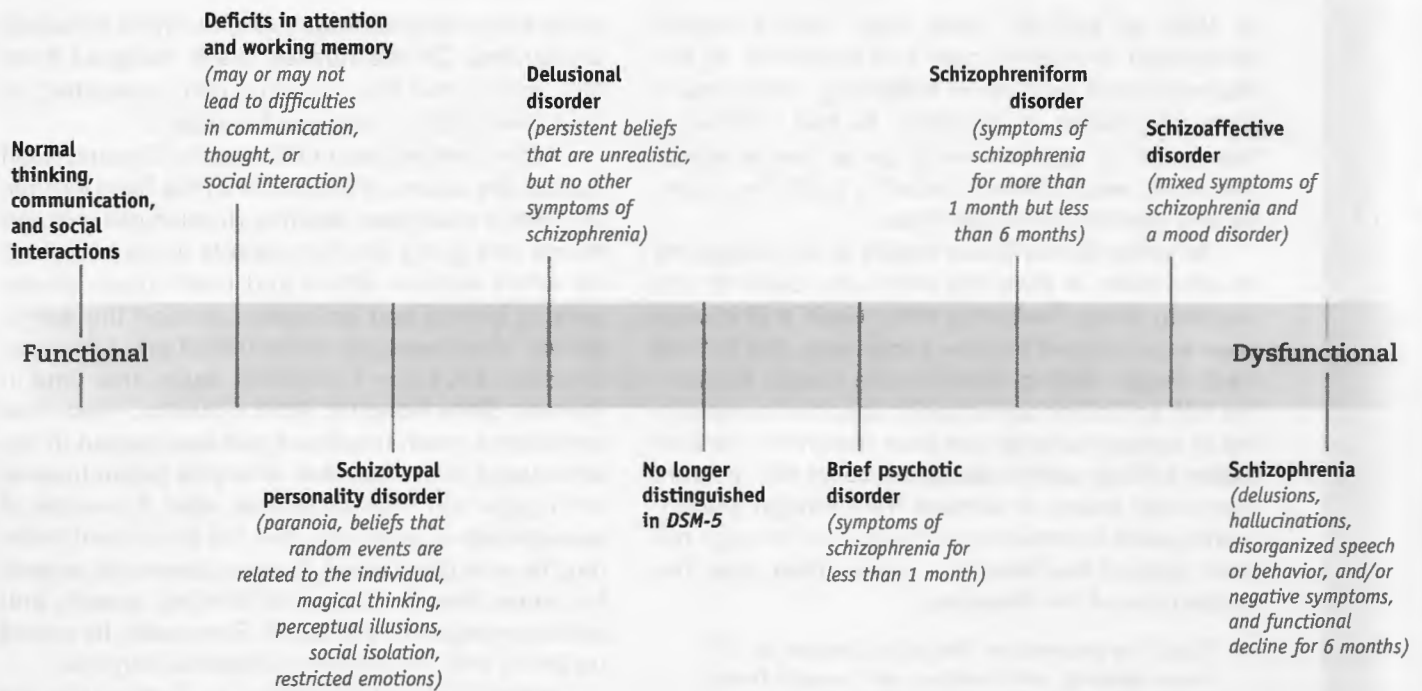 Deficits in attention
and working memory
(may or may not
lead to difficulties
in communication,
thought, or
social interaction)
Normal
thinking,
communication,
and social
interactions
Delusional
disorder
(persistent beliefs
that are unrealistic,
but no other
symptoms of
schizophrenia)
Schizophreniform
disorder
(symptoms of
schizophrenia
for more than
1 month but less
than 6 months)
Schizoaffective
disorder
(mixed symptoms of
schizophrenia and
a mood disorder)
Functional
Dysfunctional
Schizotypal
personality disorder
(paranoia, beliefs that
random events are
related to the individual,
magical thinking,
perceptual illusions,
social isolation,
restricted emotions)
No longer
distinguished
in DSM-5
Brief psychotic
disorder
(symptoms of
schizophrenia for
less than 1 month)
Schizophrenia
(delusions,
hallucinations,
disorganized speech
or behavior, and/or
negative symptoms,
and functional
decline for 6 months)